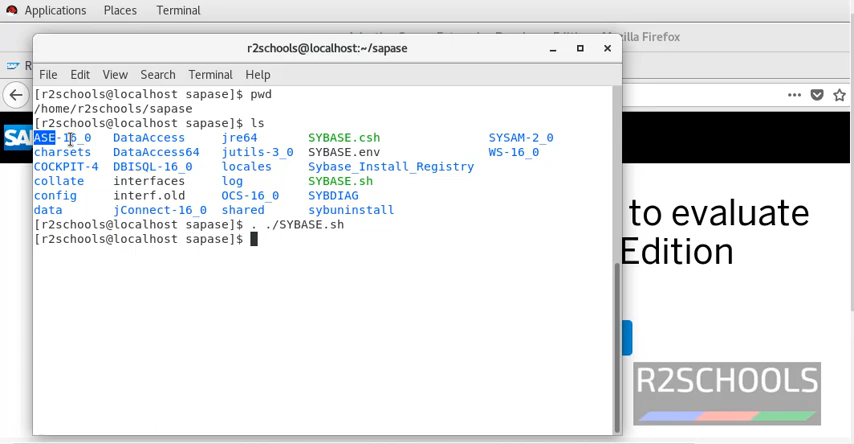 Applications Places Terminal
zilla Firefox
r2schools@localhost:~/sapase
File Edit View Search Terminal Help
[r2schools@localhost sapase]$ pwd
/home/r2schools/sapase
[r2schools@localhost sapase]$ ls
ASE-16_0 DataAccess jre64 SYBASE.csh SYSAM-2_0
charsets DataAccess64 jutils-3_0 SYBASE.env WS-16_0
COCKPIT-4 DBISQL-16_0 locales Sybase_Install_Registry
collate interfaces log SYBASE.sh
config interf.old OCS-16_0 SYBDIAG
data jConnect-16_0 shared sybuninstall
[r2schools@localhost sapase]$ . ./SYBASE.sh
[r2schools@localhost sapase]$
to evaluate
Edition
R2SCHOOLS